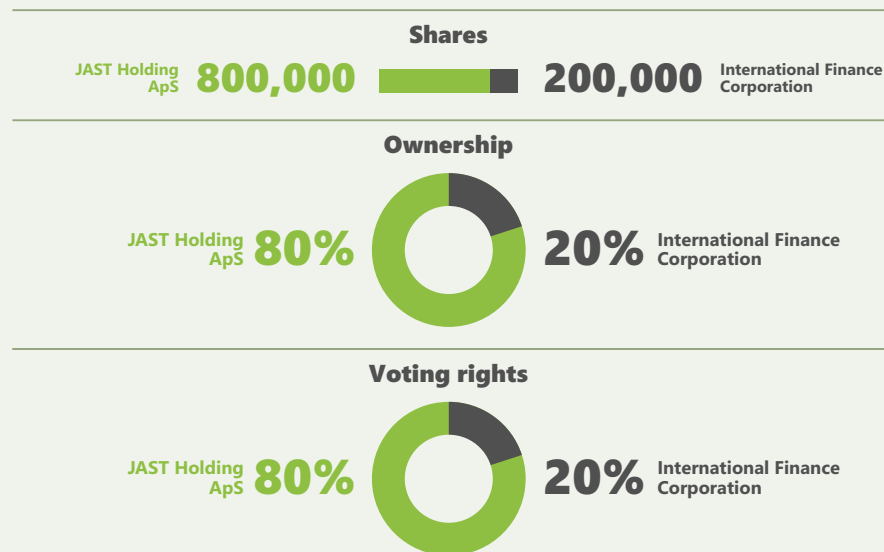 Shares
JAST Holding
ApS
800,000
200,000
International Finance
Corporation
Ownership
JAST Holding
ApS
80%
20%
International Finance
Corporation
Voting rights
JAST Holding
ApS
80%
20%
International Finance
Corporation